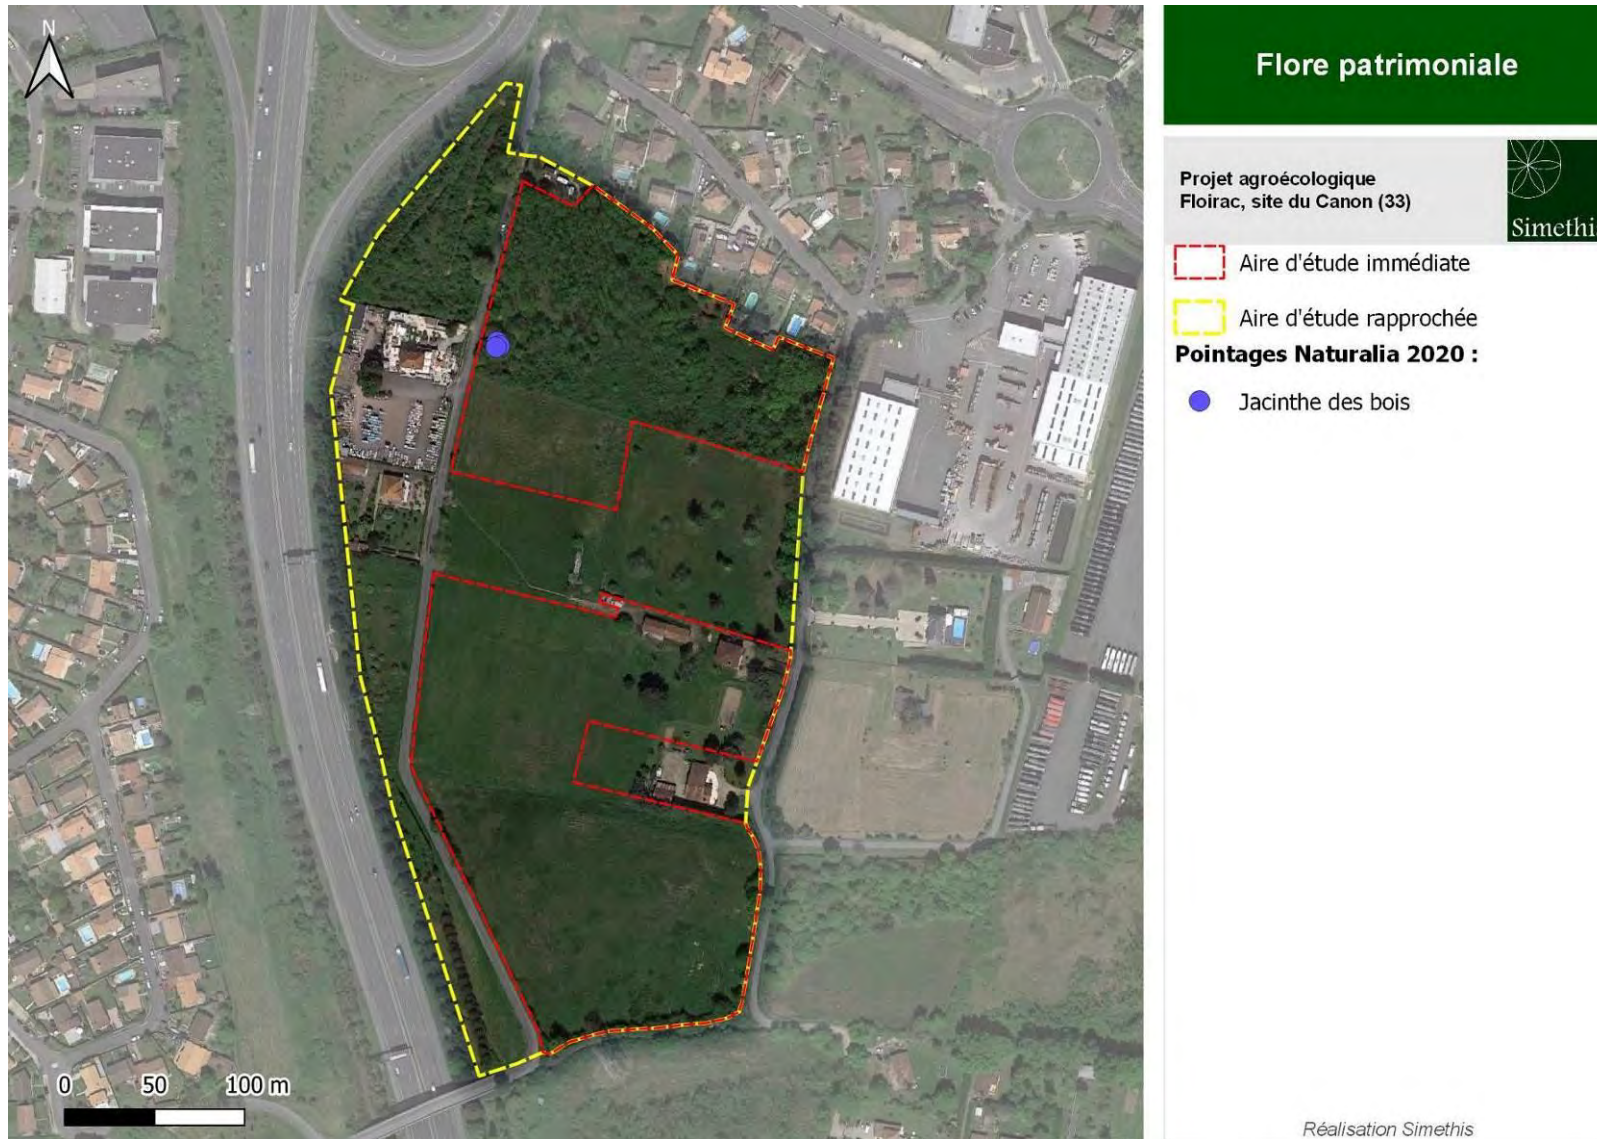 N
Flore patrimoniale
Projet agroécologique
Floirac, site du Canon (33)
Simethi
Aire d'étude immédiate
Aire d'étude rapprochée
Pointages Naturalia 2020 :
Jacinthe des bois
0 50 100 m
Réalisation Simethis